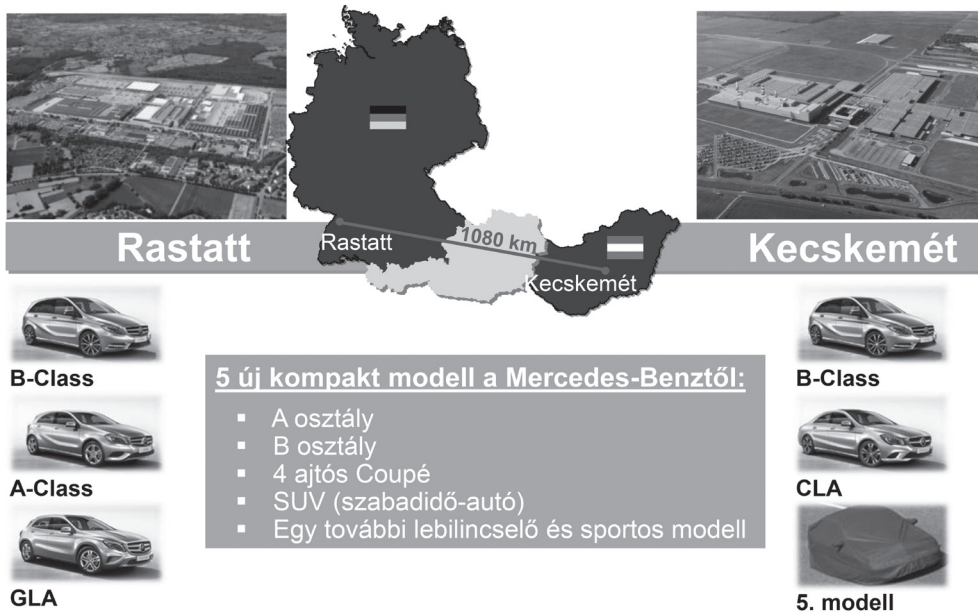 Rastatt
Rastatt
1080 km
Kecskemét
Kecskemét
B-Class
A-Class
GLA
5 új kompakt modell a Mercedes-Benztől:
▪ A osztály
▪ B osztály
▪ 4 ajtós Coupé
▪ SUV (szabadidő-autó)
▪ Egy további lebilincselő és sportos modell
B-Class
CLA
5. modell